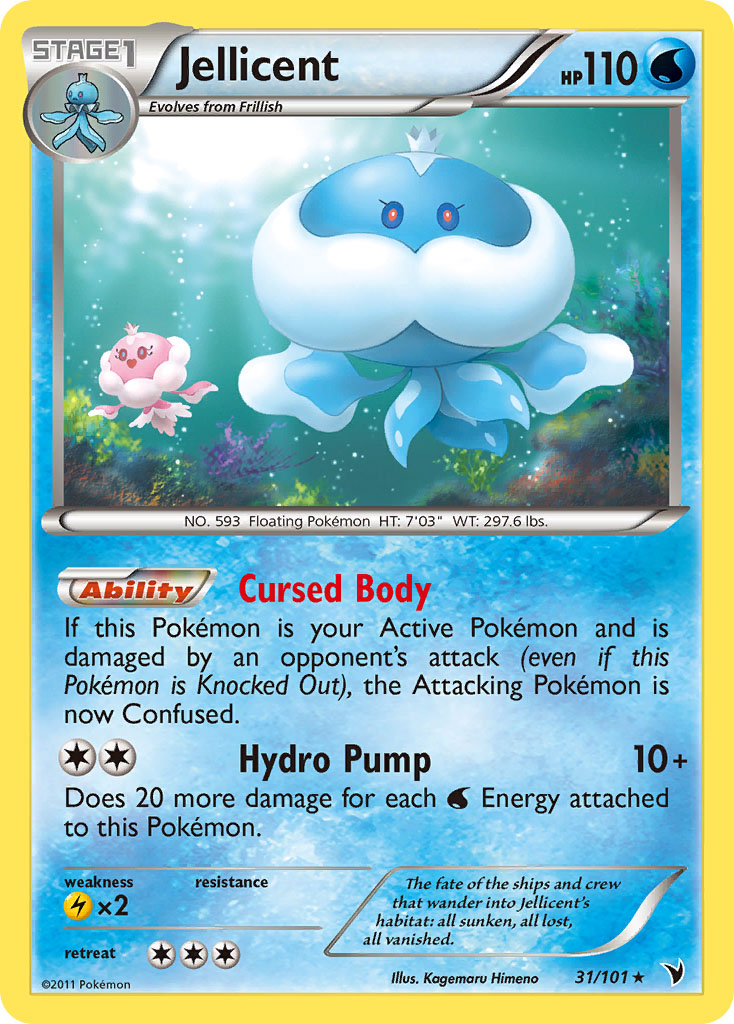 STAGE1
Jellicent
HP110
Evolves from Frillish
NO. 593 Floating Pokémon HT: 7'03" WT: 297.6 lbs.
Ability Cursed Body
If this Pokémon is your Active Pokémon and is
damaged by an opponent's attack (even if this
Pokémon is Knocked Out), the Attacking Pokémon is
now Confused.
Hydro Pump 10+
Does 20 more damage for each Energy attached
to this Pokémon.
weakness resistance
×2
retreat
The fate of the ships and crew
that wander into Jellicent's
habitat: all sunken, all lost,
all vanished.
©2011 Pokémon
Illus. Kagemaru Himeno
31/101 ★